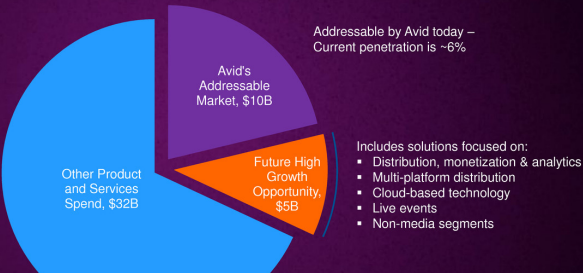 Addressable by Avid today –
Current penetration is ~6%
Avid's
Addressable
Market, $10B
Other Product
and Services
Spend, $32B
Future High
Growth
Opportunity,
$5B
Includes solutions focused on:
▪ Distribution, monetization & analytics
▪ Multi-platform distribution
▪ Cloud-based technology
▪ Live events
▪ Non-media segments